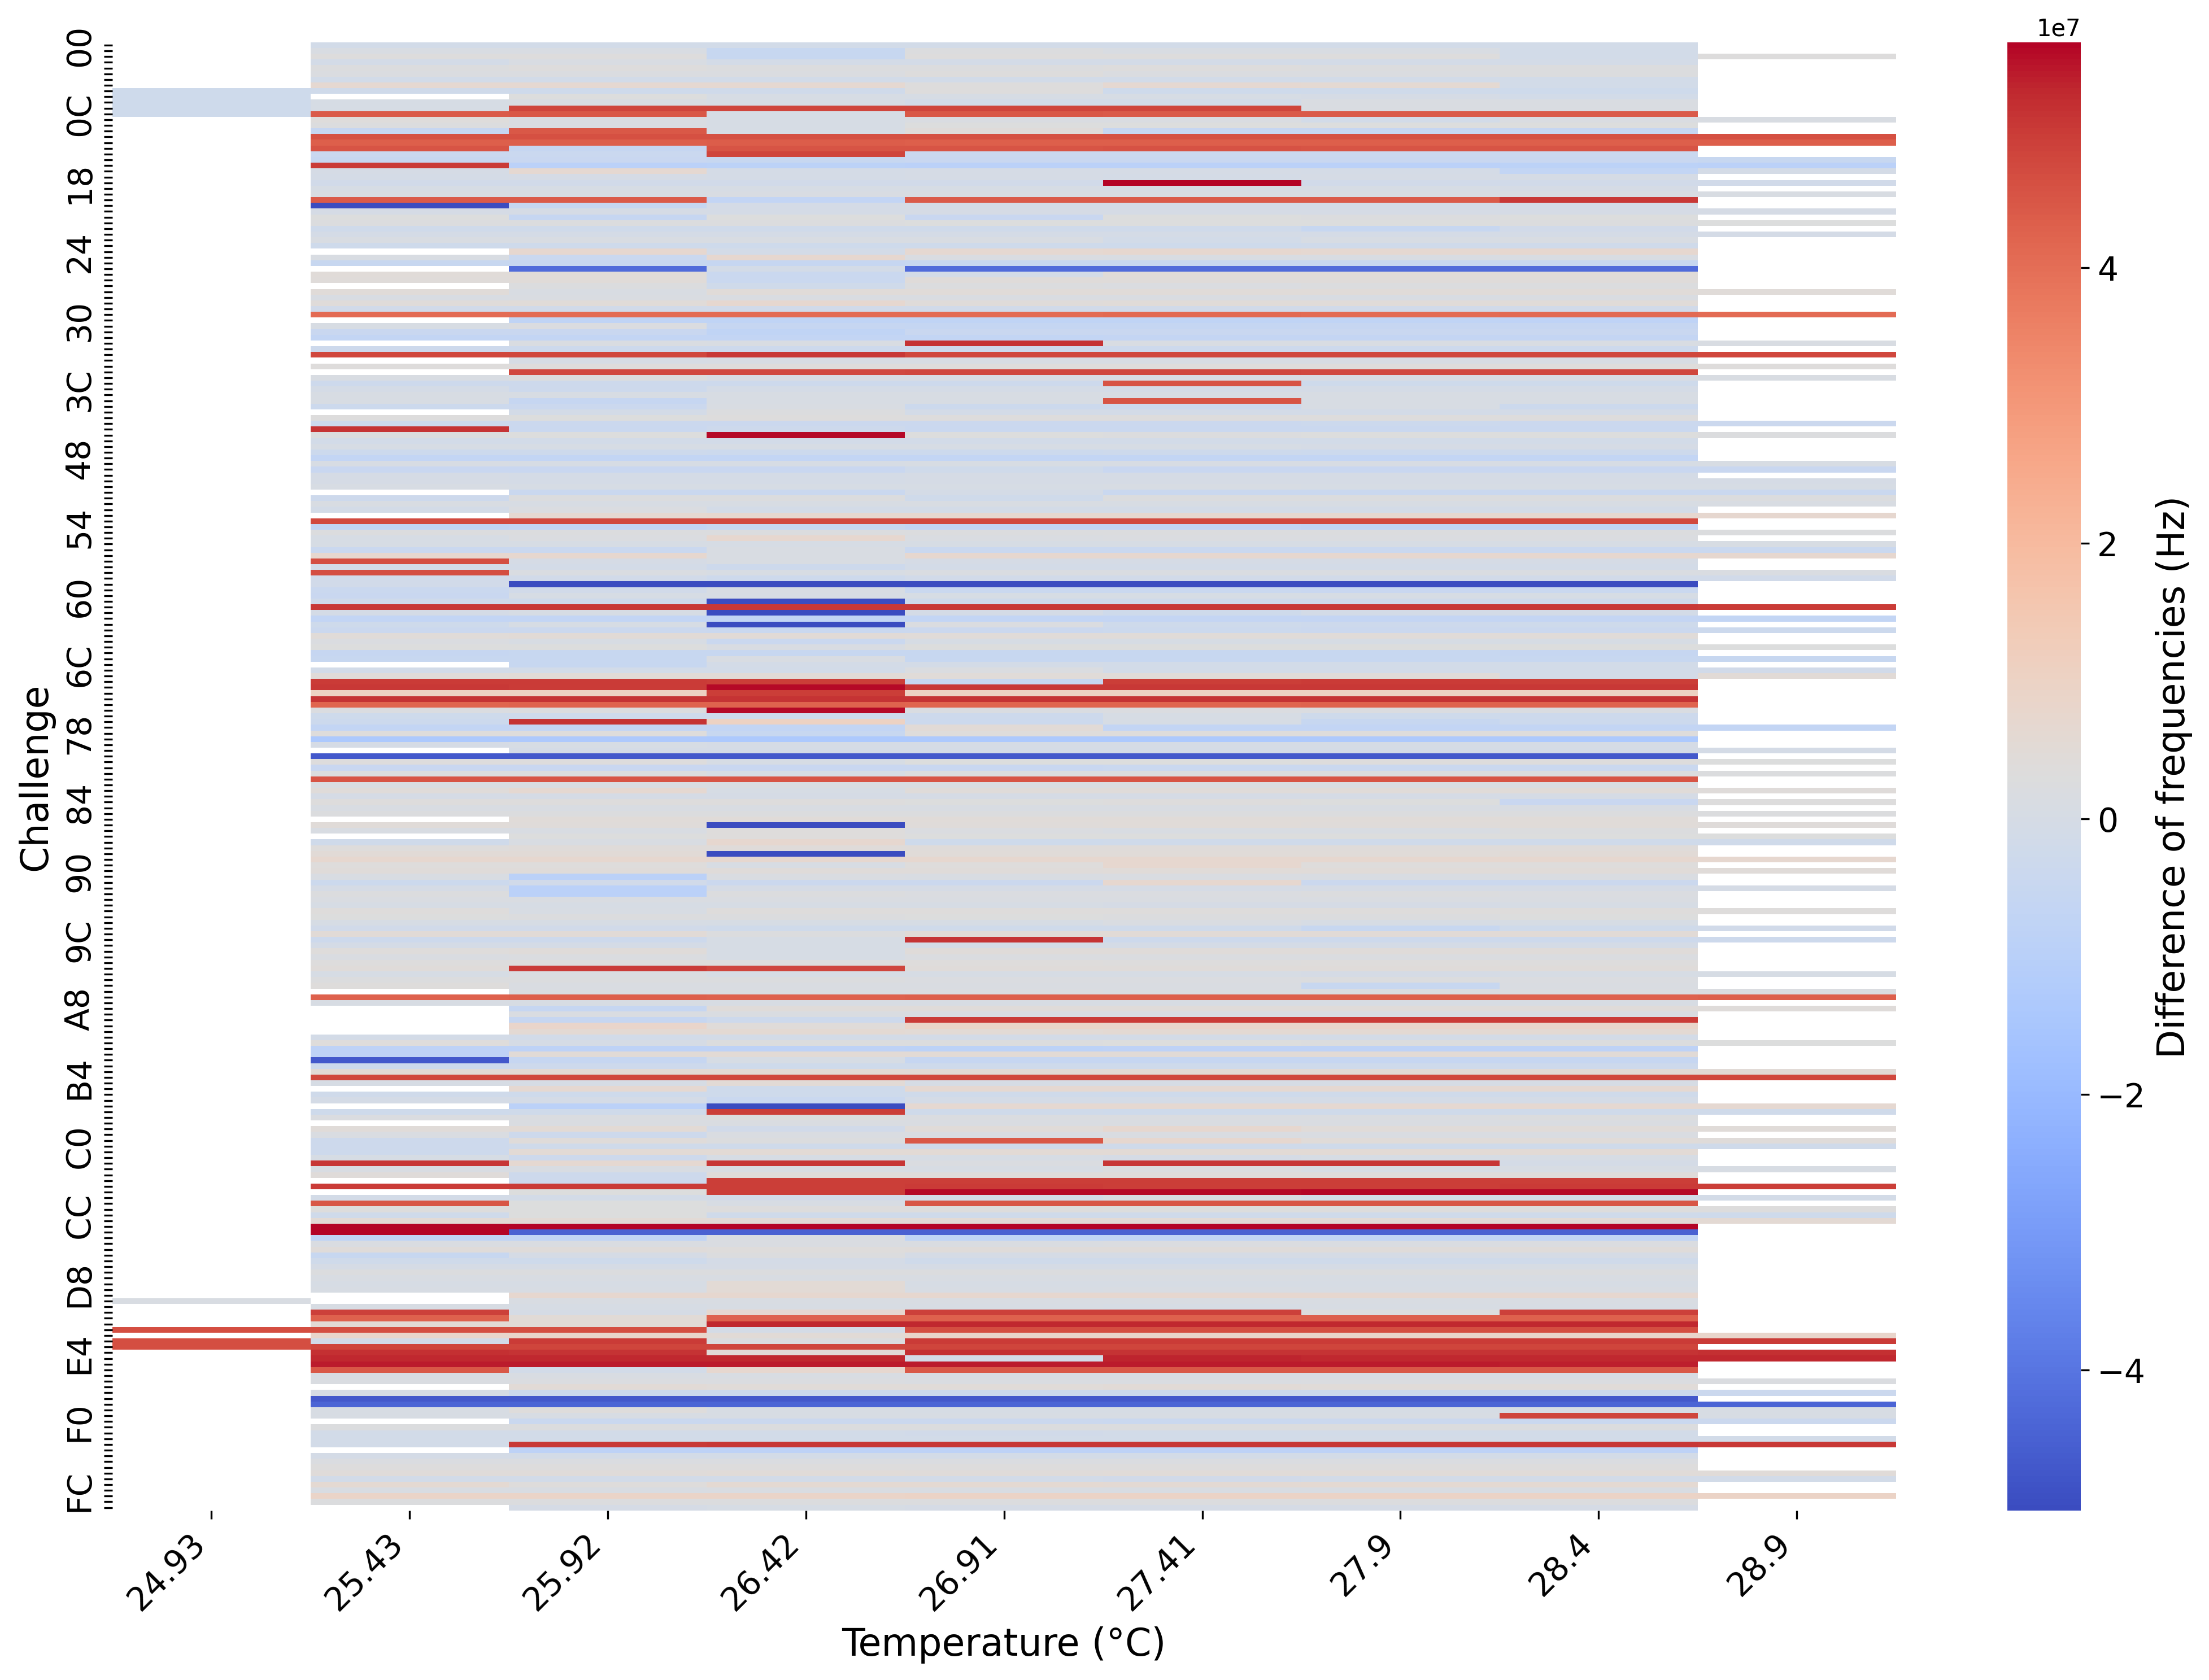 1e7
Challenge
00
0C
18
24
30
3C
48
54
60
6C
78
84
90
9C
A8
B4
C0
CC
D8
E4
F0
FC
24.93
25.43
25.92
26.42
26.91
27.41
27.9
28.4
28.9
Temperature (°C)
4
2
0
−2
−4
Difference of frequencies (Hz)